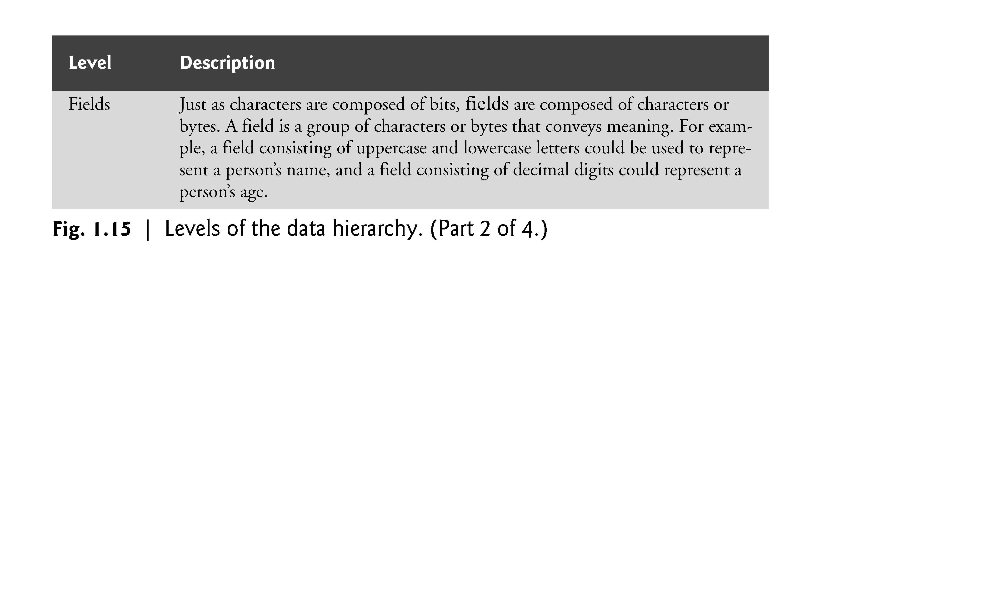 Level Description
Fields Just as characters are composed of bits, fields are composed of characters or
bytes. A field is a group of characters or bytes that conveys meaning. For exam-
ple, a field consisting of uppercase and lowercase letters could be used to repre-
sent a person’s name, and a field consisting of decimal digits could represent a
person’s age.
Fig. 1.15 | Levels of the data hierarchy. (Part 2 of 4.)